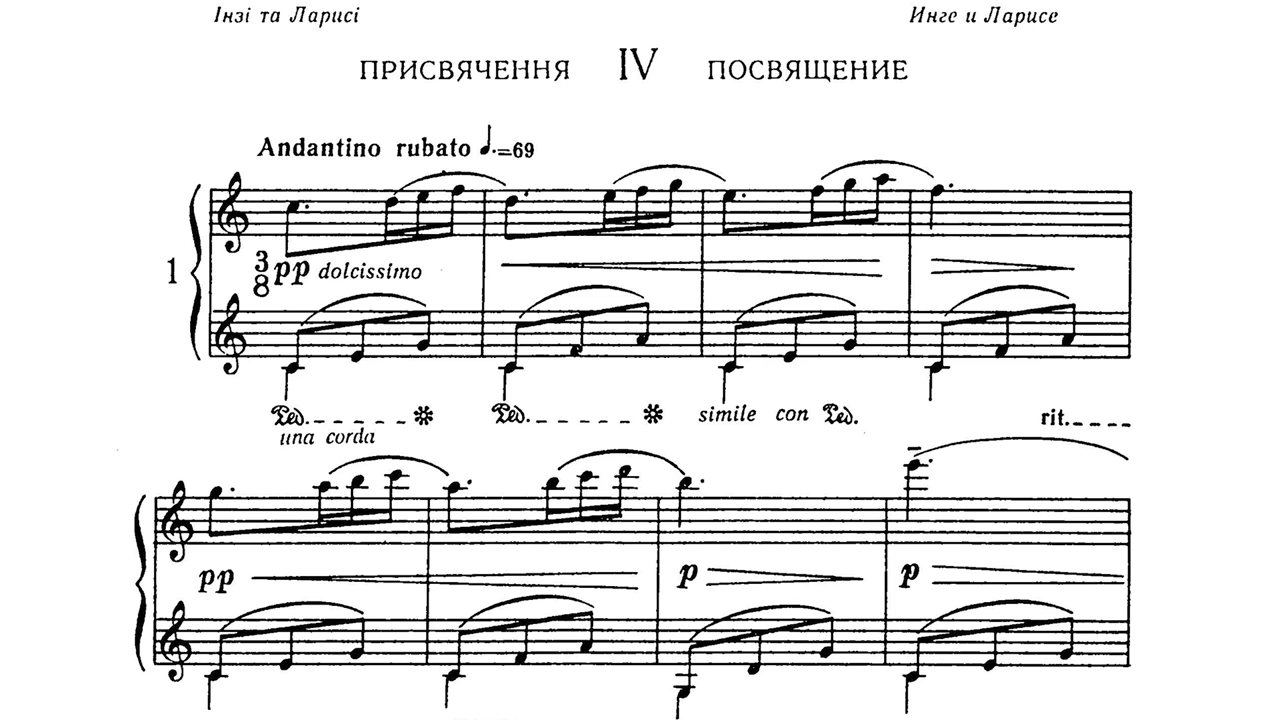 Інзі та Ларисі Инге и Ларисе
ПРИСВЯЧЕННЯ IV ПОСВЯЩЕНИЕ
Andantino rubato ♩.=69
1 3/8 pp dolcissimo
Ped. * Ped. * simile con Ped. rit.
una corda
pp p p